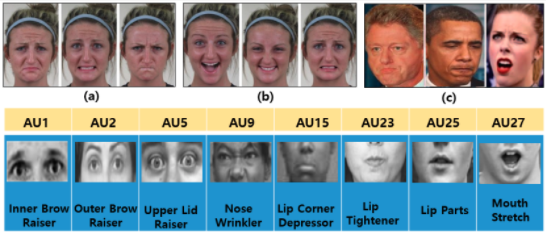 (a) (b) (c)
AU1 AU2 AU5 AU9 AU15 AU23 AU25 AU27
Inner Brow Outer Brow Upper Lid Nose Lip Corner Lip Lip Parts Mouth
Raiser Raiser Raiser Wrinkler Depressor Tightener Stretch